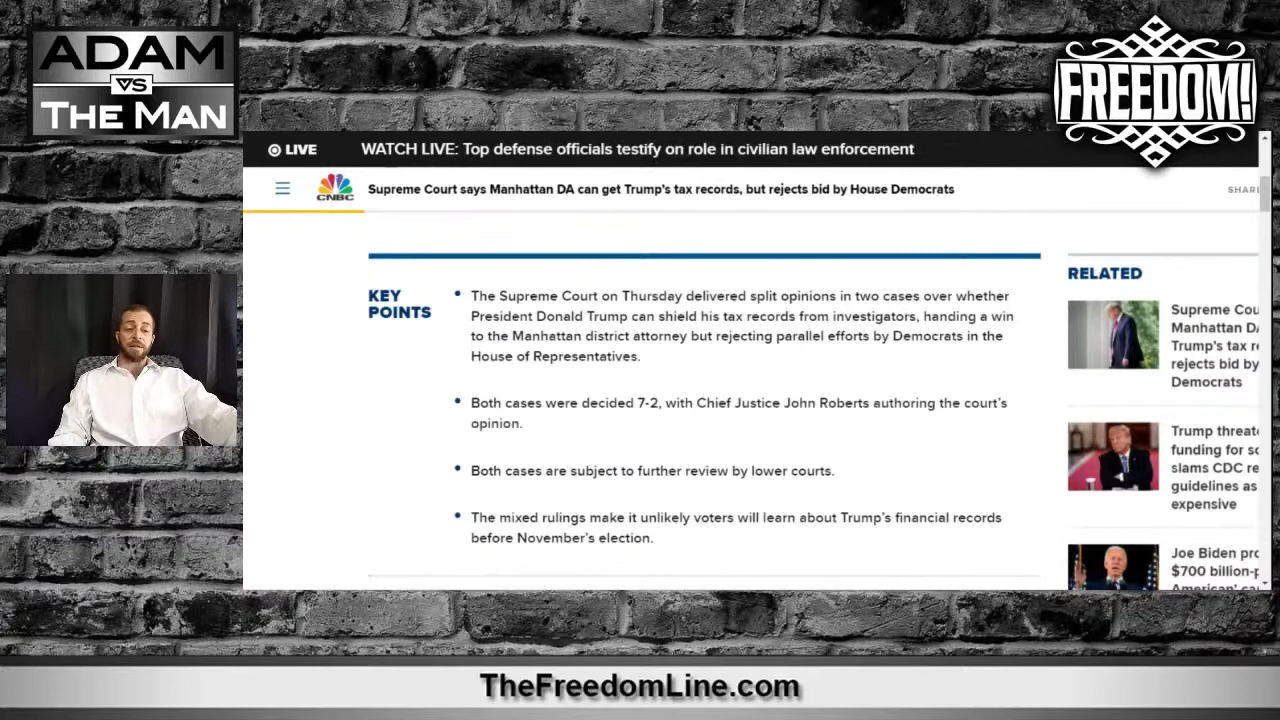 ADAM
VS
THE MAN
FREEDOM!
LIVE
WATCH LIVE: Top defense officials testify on role in civilian law enforcement
CNBC
Supreme Court says Manhattan DA can get Trump's tax records, but rejects bid by House Democrats
SHARE
KEY
POINTS
The Supreme Court on Thursday delivered split opinions in two cases over whether
President Donald Trump can shield his tax records from investigators, handing a win
to the Manhattan district attorney but rejecting parallel efforts by Democrats in the
House of Representatives.
Both cases were decided 7-2, with Chief Justice John Roberts authoring the court's
opinion.
Both cases are subject to further review by lower courts.
The mixed rulings make it unlikely voters will learn about Trump's financial records
before November's election.
RELATED
Supreme Cou
Manhattan DA
Trump's tax re
rejects bid by
Democrats
Trump threate
funding for sc
slams CDC re
guidelines as
expensive
Joe Biden pro
$700 billion-p
American' ca
TheFreedomLine.com